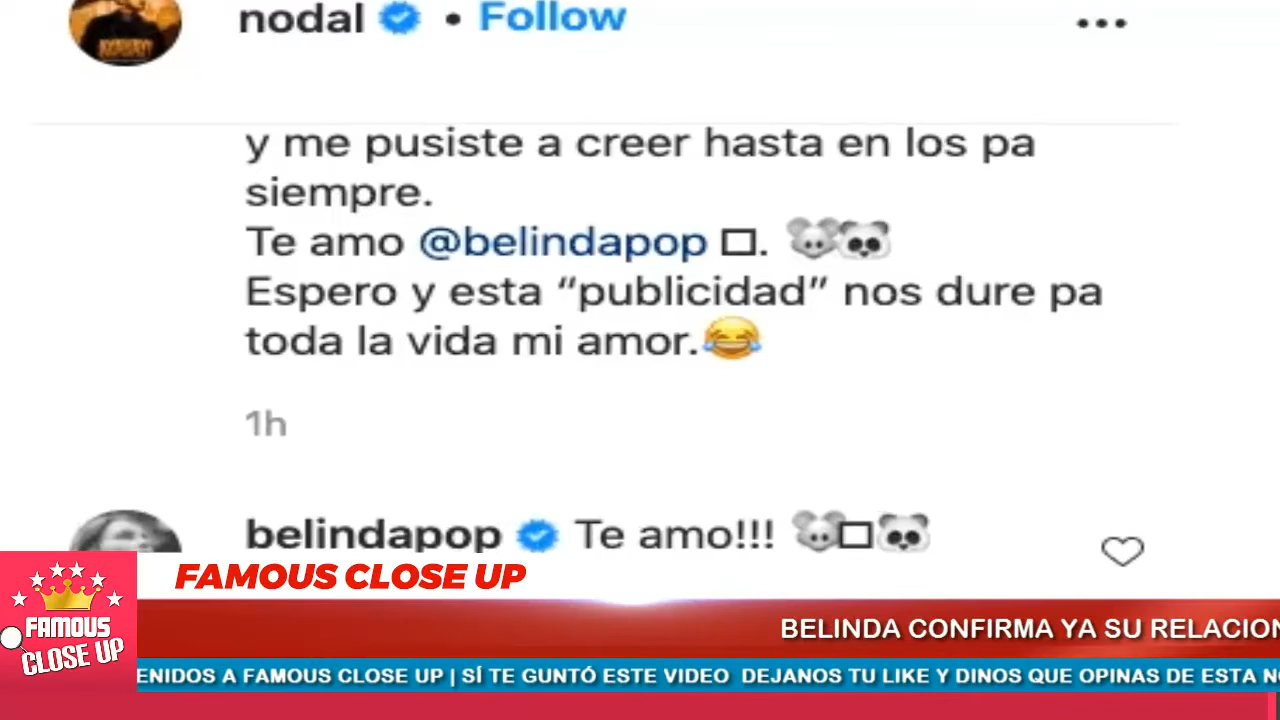 nodal • Follow
y me pusiste a creer hasta en los pa
siempre.
Te amo @belindapop □. 🐭🐼
Espero y esta “publicidad” nos dure pa
toda la vida mi amor.😂
1h
belindapop Te amo!!! 🐭□🐼
FAMOUS CLOSE UP
FAMOUS
CLOSE UP
BELINDA CONFIRMA YA SU RELACION
ENIDOS A FAMOUS CLOSE UP | SÍ TE GUNTÓ ESTE VIDEO DEJANOS TU LIKE Y DINOS QUE OPINAS DE ESTA NO